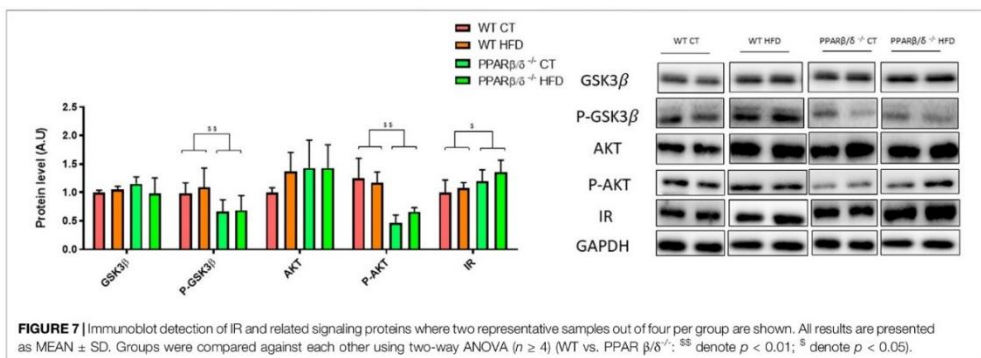 WT CT
WT HFD
PPARβ/δ -/- CT
PPARβ/δ -/- HFD
Protein level (A.U)
2.5
2.0
1.5
1.0
0.5
0.0
$$
$$
$
GSK3β
P-GSK3β
AKT
P-AKT
IR
WT CT
WT HFD
PPARβ/δ -/- CT
PPARβ/δ -/- HFD
GSK3β
P-GSK3β
AKT
P-AKT
IR
GAPDH
FIGURE 7 | Immunoblot detection of IR and related signaling proteins where two representative samples out of four per group are shown. All results are presented
as MEAN ± SD. Groups were compared against each other using two-way ANOVA (n ≥ 4) (WT vs. PPAR β/δ-/-: $$ denote p < 0.01; $ denote p < 0.05).